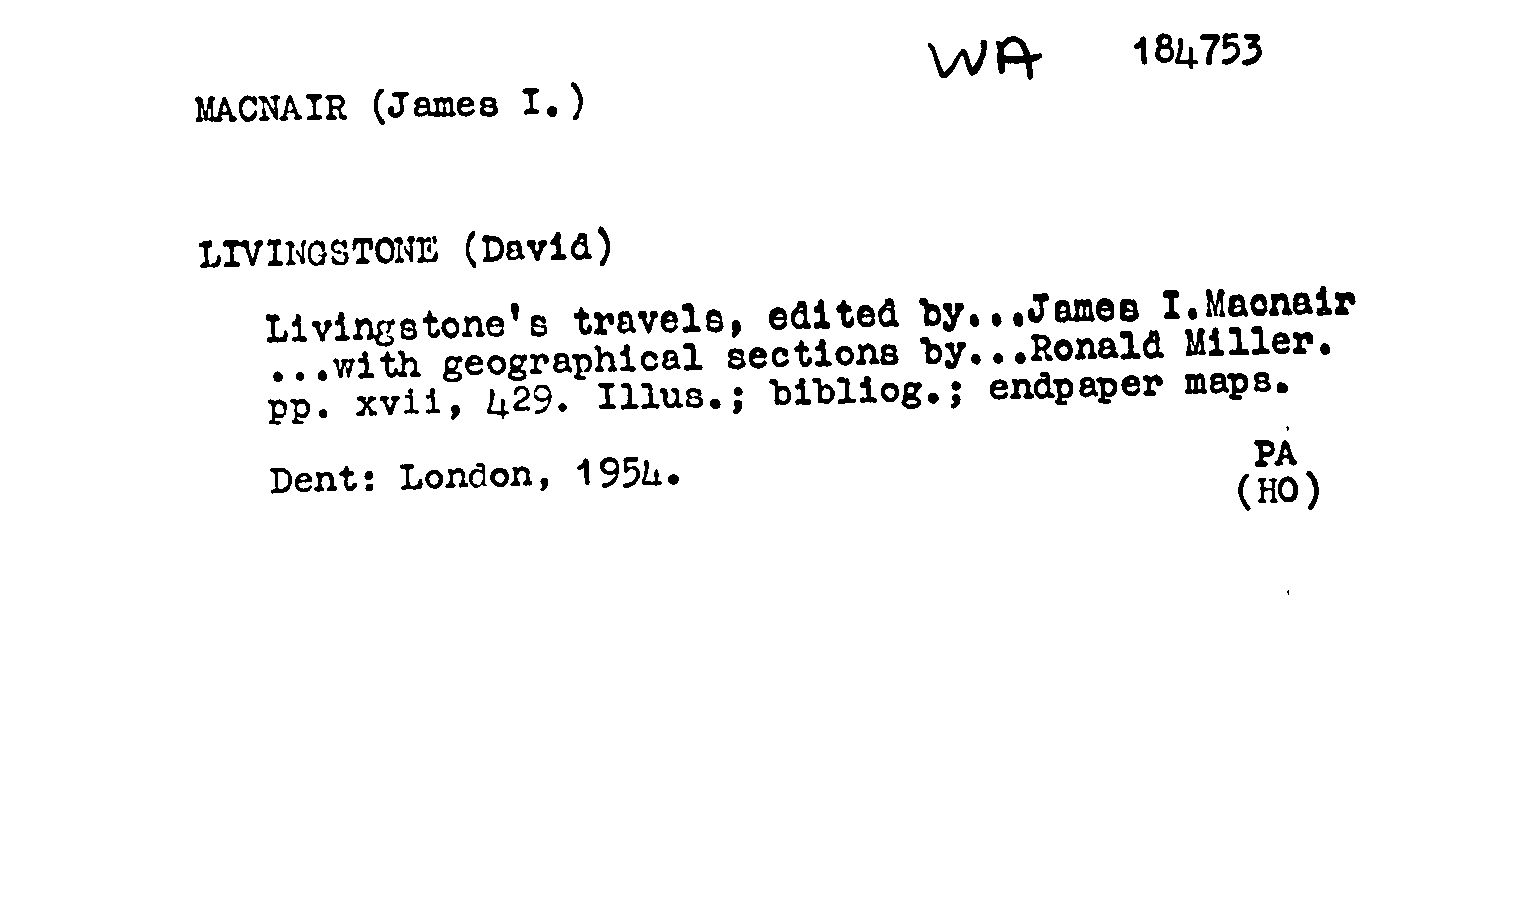 WA 184753
MACNAIR (James I.)
LIVINGSTONE (David)
Livingstone's travels, edited by...James I.Macnair
...with geographical sections by...Ronald Miller.
pp. xvii, 429. Illus.; bibliog.; endpaper maps.
Dent: London, 1954.
PA
(HO)